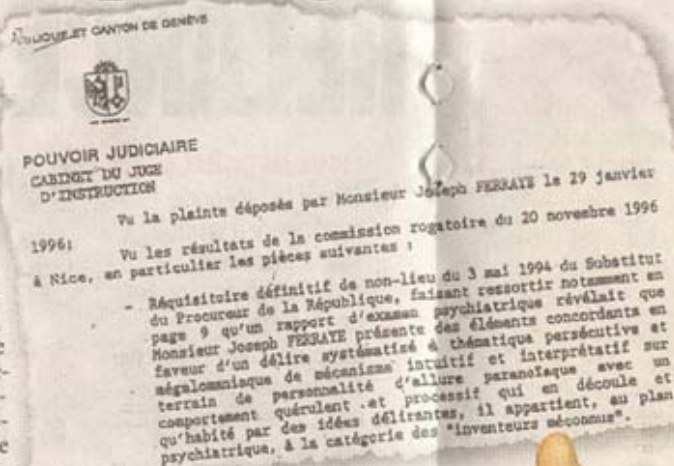 ET CANTON DE GENÈVE
POUVOIR JUDICIAIRE
CABINET DU JUGE
D'INSTRUCTION
Vu la plainte déposée par Monsieur Joseph FERRAYE le 29 janvier
1996;
Vu les résultats de la commission rogatoire du 20 novembre 1996
à Nice, en particulier les pièces suivantes :
- Réquisitoire définitif de non-lieu du 3 mai 1994 du Substitut
du Procureur de la République, faisant ressortir notamment en
page 9 qu'un rapport d'examen psychiatrique révélait que
Monsieur Joseph FERRAYE présente des éléments concordants en
faveur d'un délire systématisé à thématique persécutive et
mégalomaniaque de mécanisme intuitif et interprétatif sur
terrain de personnalité d'allure paranoïaque avec un
comportement quérulent et processif qui en découle et
qu'habité par des idées délirantes, il appartient, au plan
psychiatrique, à la catégorie des "inventeurs méconnus".